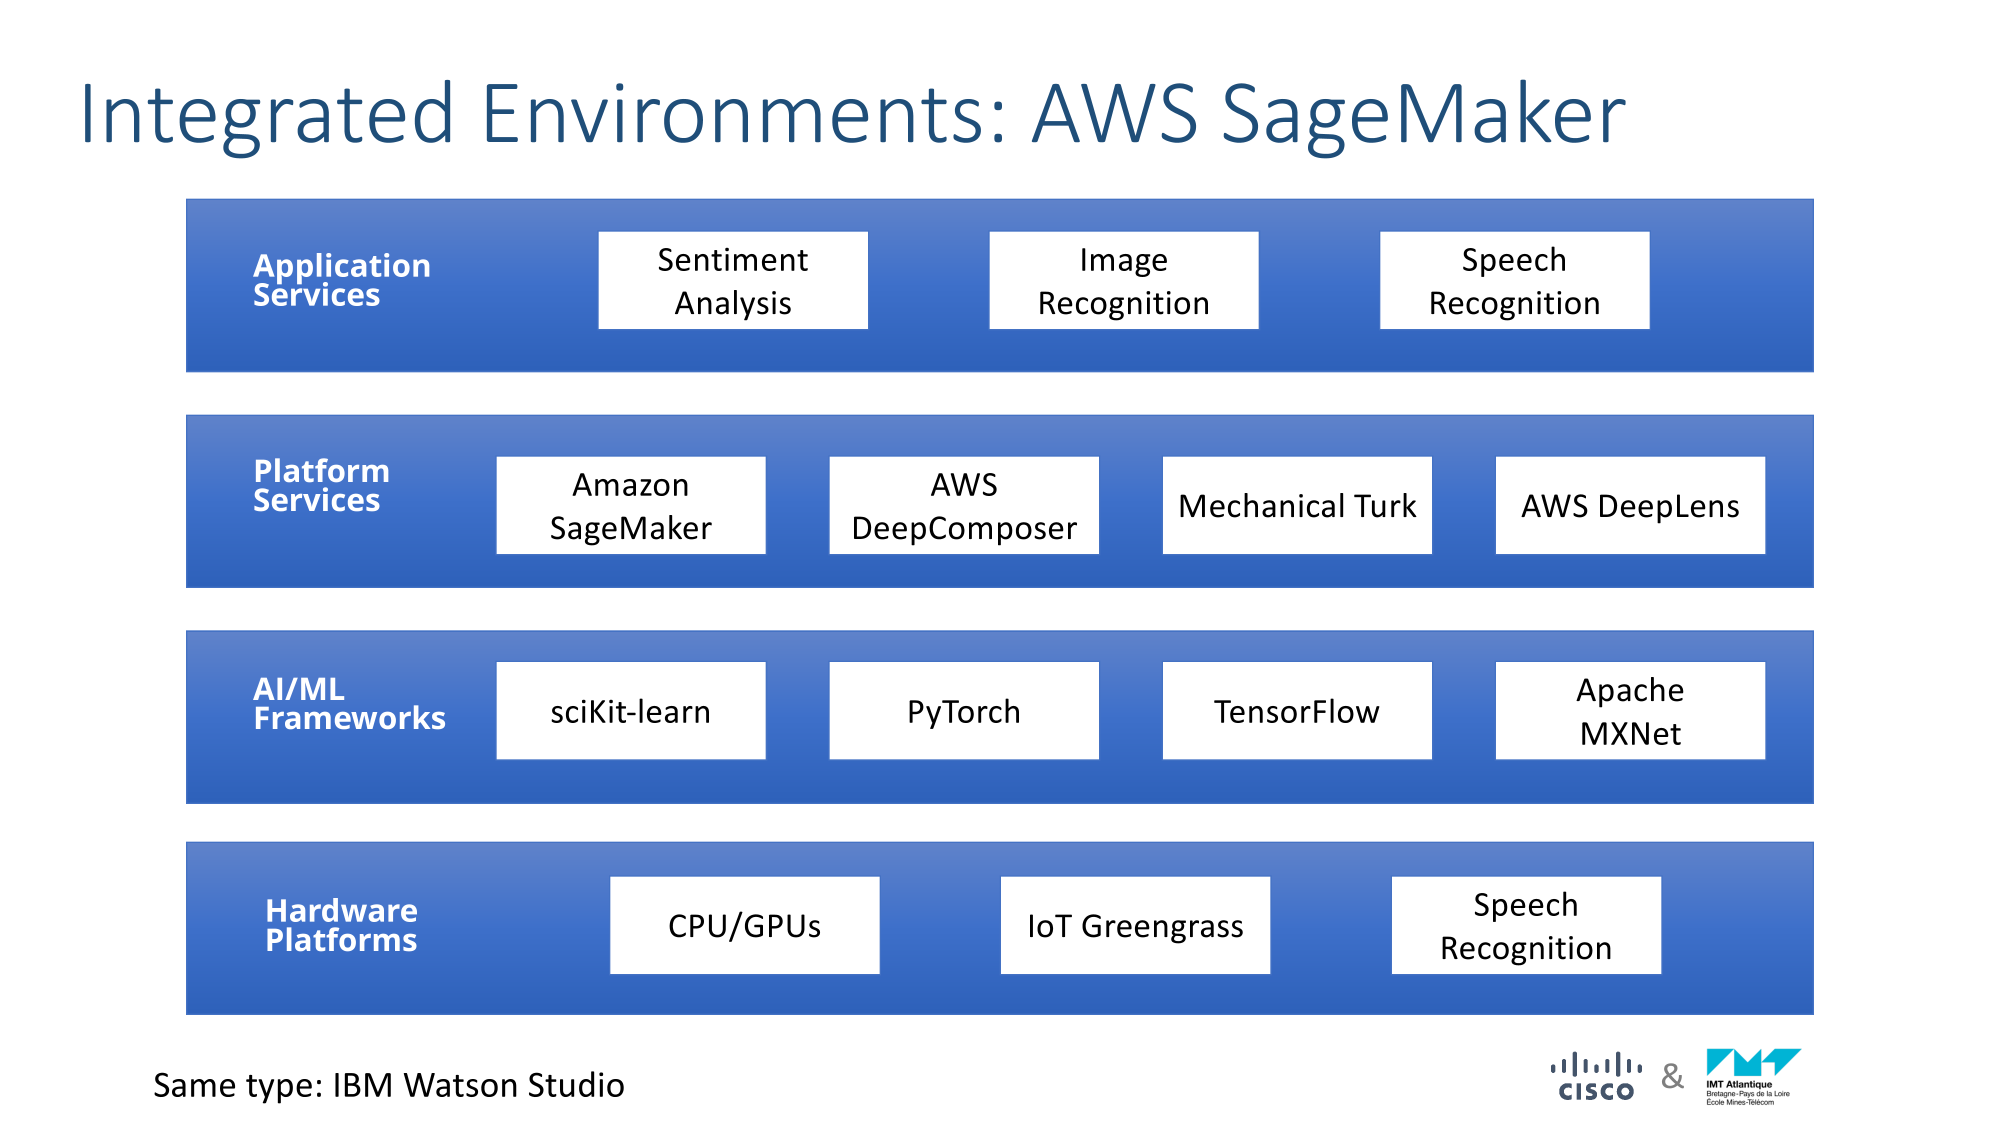 Integrated Environments: AWS SageMaker
Application
Services
Sentiment
Analysis
Image
Recognition
Speech
Recognition
Platform
Services
Amazon
SageMaker
AWS
DeepComposer
Mechanical Turk
AWS DeepLens
AI/ML
Frameworks
sciKit-learn
PyTorch
TensorFlow
Apache
MXNet
Hardware
Platforms
CPU/GPUs
IoT Greengrass
Speech
Recognition
Same type: IBM Watson Studio
CISCO
&
IMT Atlantique
Bretagne-Pays de la Loire
École Mines-Télécom